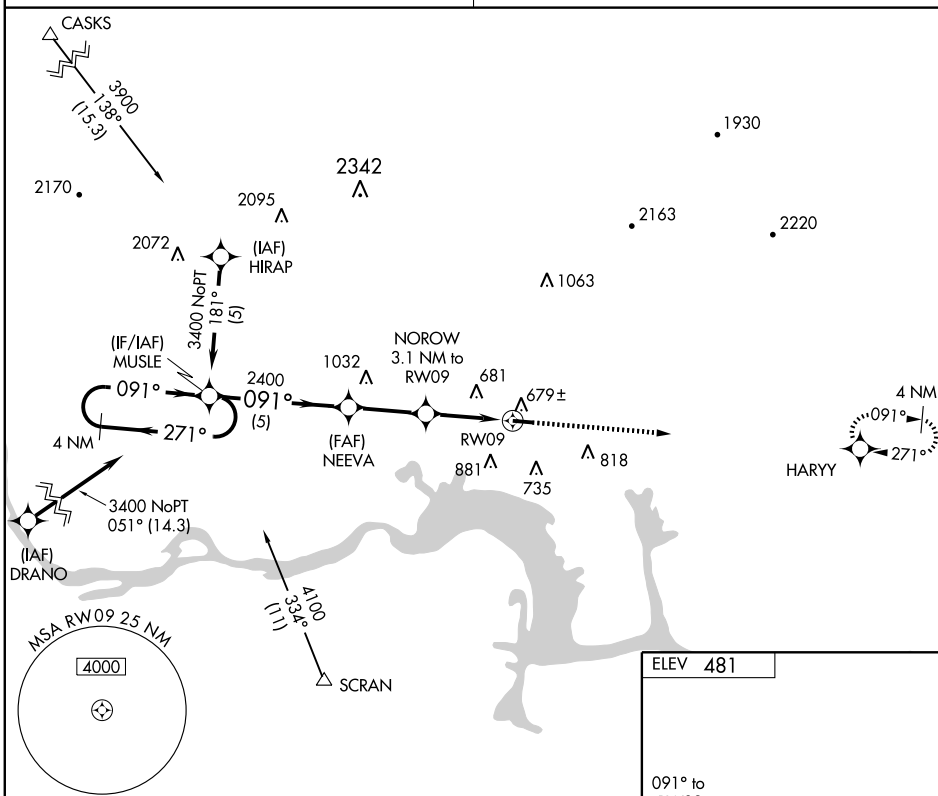 CASKS
3900
138°
(15.3)
1930
2342
2170
2095
2163
2220
2072
(IAF)
HIRAP
1063
3400 NoPT
181°
(5)
NOROW
3.1 NM to
RW09
(IF/IAF)
MUSLE
1032
2400
681
679±
4 NM
091°
091°
(5)
091°
271°
4 NM
(FAF)
NEEVA
RW09
271°
HARYY
881
818
735
3400 NoPT
051° (14.3)
(IAF)
DRANO
4100
334°
(11)
MSA RW09 25 NM
4000
SCRAN
ELEV 481
091° to